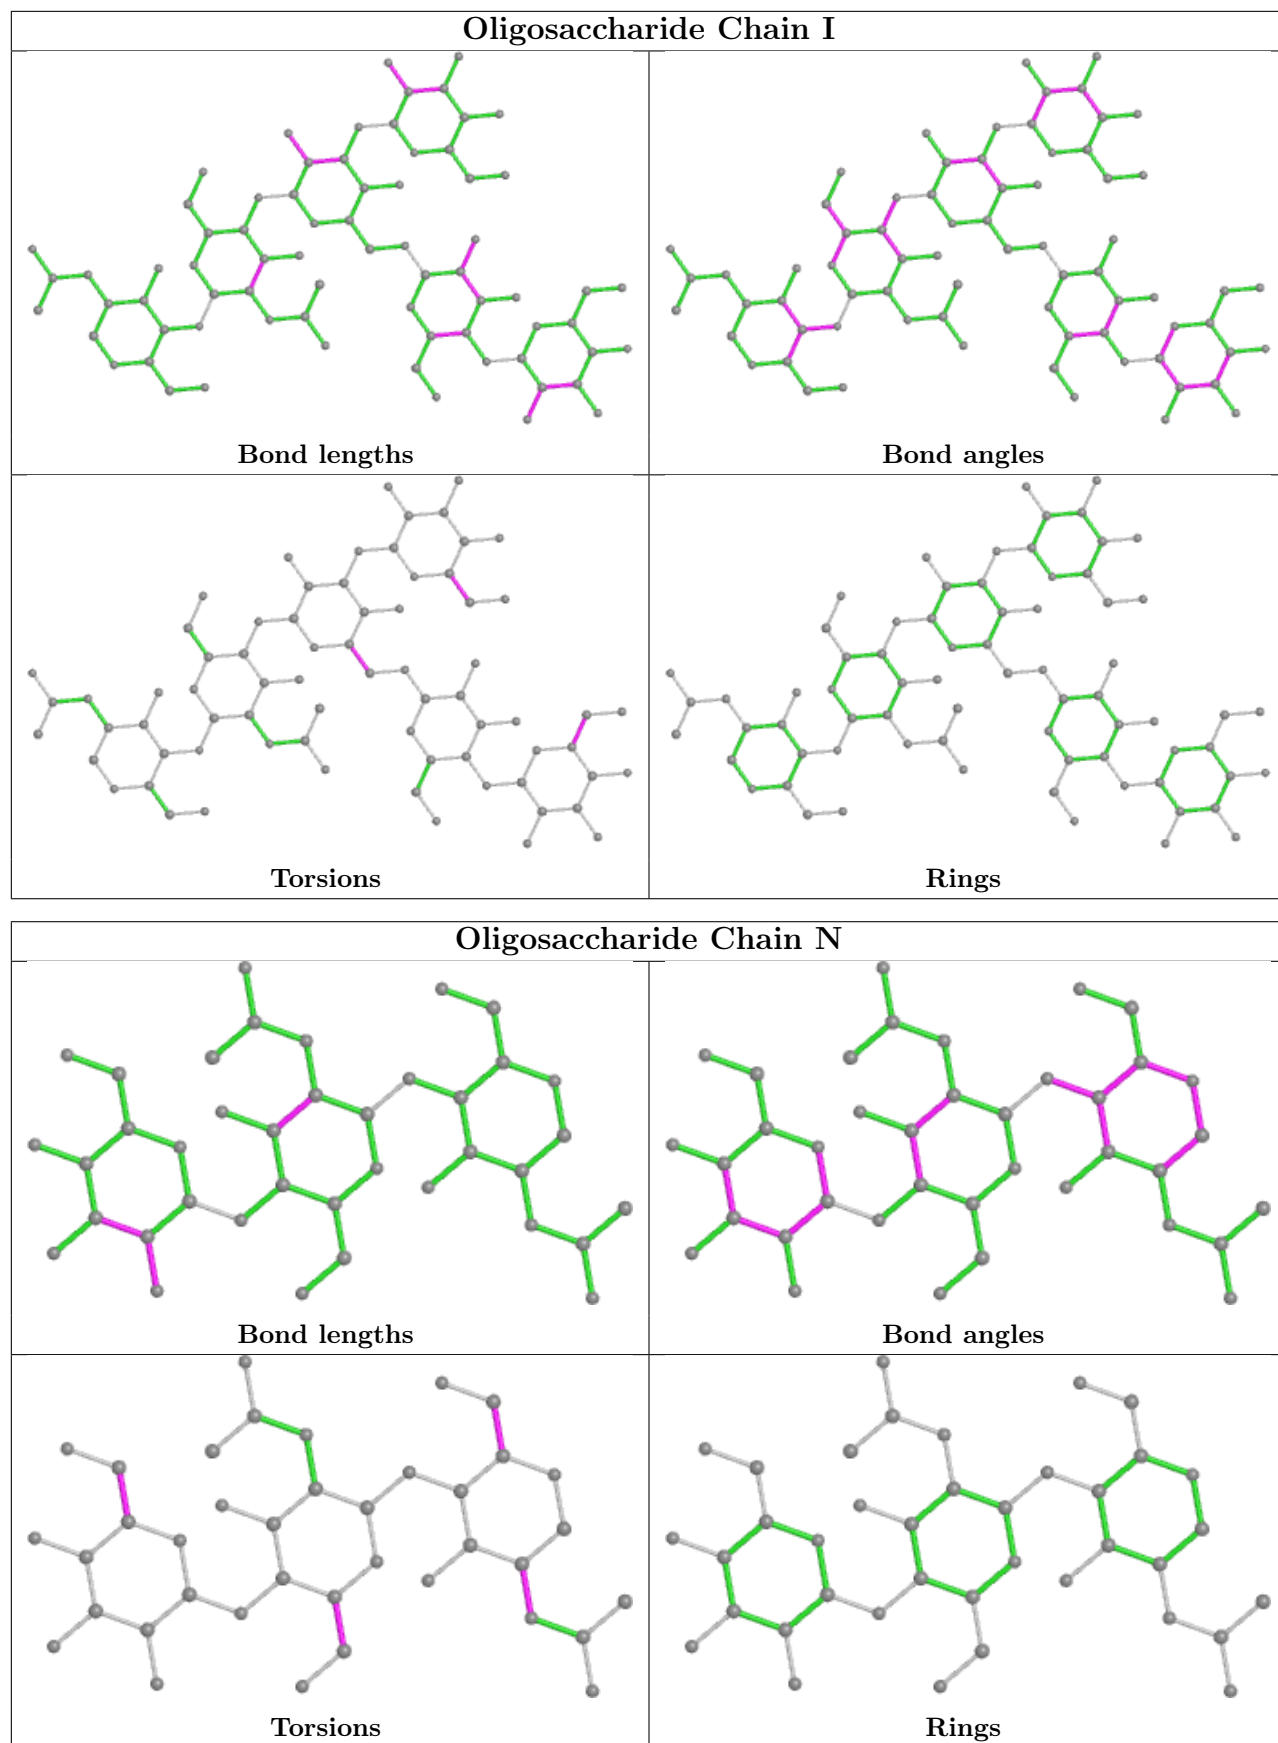 Oligosaccharide Chain I
Bond lengths
Bond angles
Torsions
Rings
Oligosaccharide Chain N
Bond lengths
Bond angles
Torsions
Rings